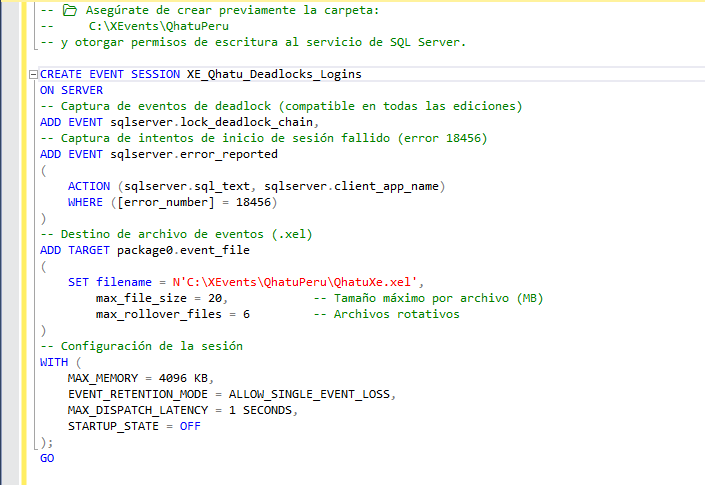 -- 📂 Asegúrate de crear previamente la carpeta:
--     C:\XEvents\QhatuPeru
-- y otorgar permisos de escritura al servicio de SQL Server.

CREATE EVENT SESSION XE_Qhatu_Deadlocks_Logins
ON SERVER
-- Captura de eventos de deadlock (compatible en todas las ediciones)
ADD EVENT sqlserver.lock_deadlock_chain,
-- Captura de intentos de inicio de sesión fallido (error 18456)
ADD EVENT sqlserver.error_reported
(
    ACTION (sqlserver.sql_text, sqlserver.client_app_name)
    WHERE ([error_number] = 18456)
)
-- Destino de archivo de eventos (.xel)
ADD TARGET package0.event_file
(
    SET filename = N'C:\XEvents\QhatuPeru\QhatuXe.xel',
        max_file_size = 20,            -- Tamaño máximo por archivo (MB)
        max_rollover_files = 6         -- Archivos rotativos
)
-- Configuración de la sesión
WITH (
    MAX_MEMORY = 4096 KB,
    EVENT_RETENTION_MODE = ALLOW_SINGLE_EVENT_LOSS,
    MAX_DISPATCH_LATENCY = 1 SECONDS,
    STARTUP_STATE = OFF
);
GO